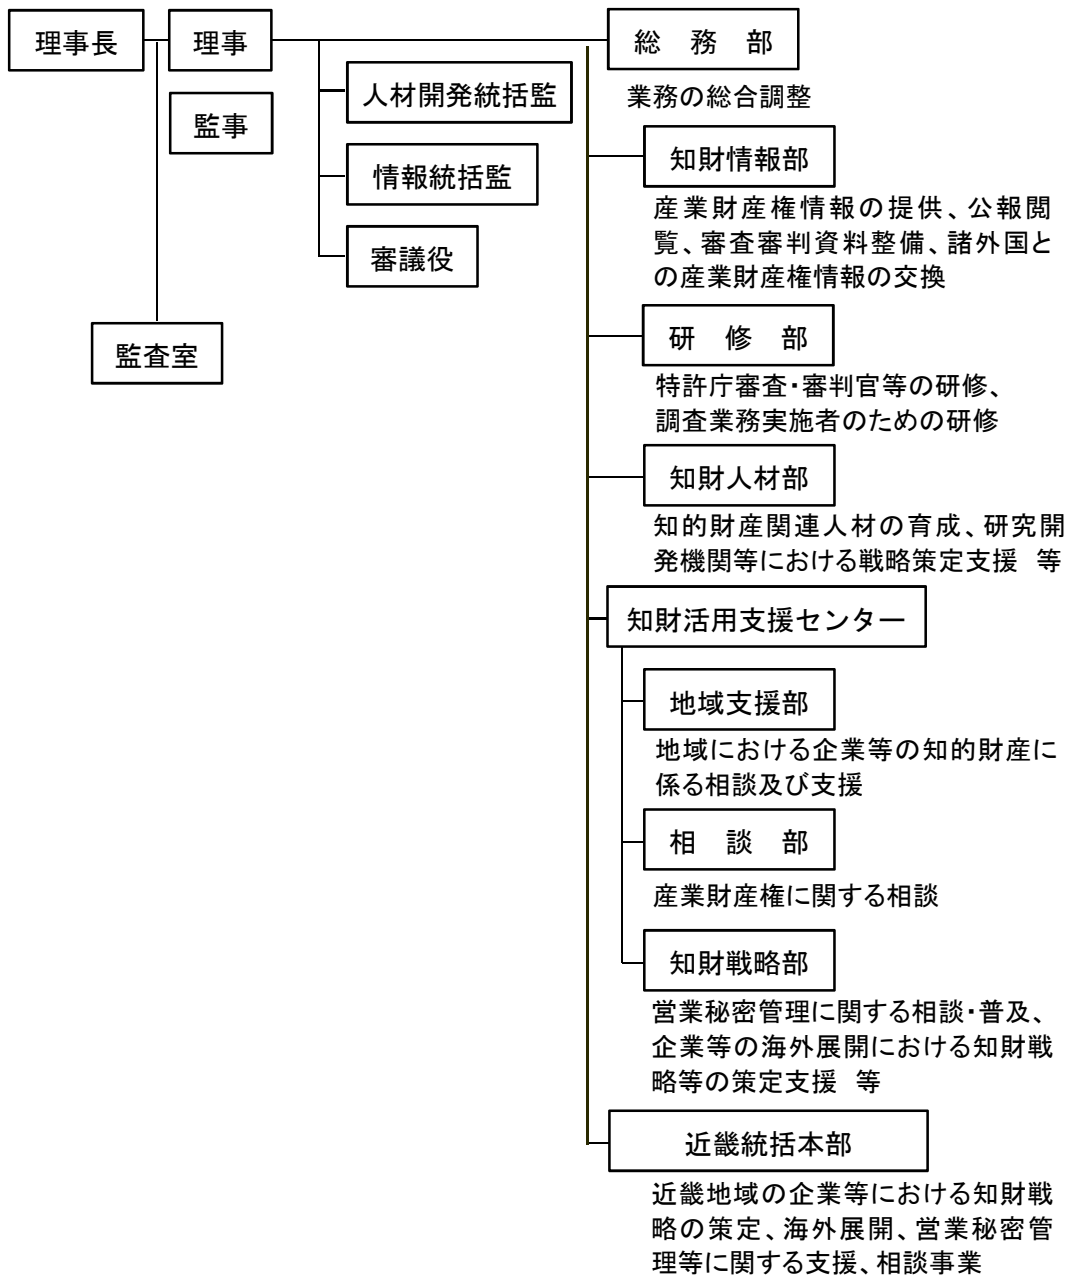 理事長
理事
総　務　部
業務の総合調整
人材開発統括監
監事
情報統括監
審議役
監査室
知財情報部
産業財産権情報の提供、公報閲
覧、審査審判資料整備、諸外国と
の産業財産権情報の交換
研　修　部
特許庁審査・審判官等の研修、
調査業務実施者のための研修
知財人材部
知的財産関連人材の育成、研究開
発機関等における戦略策定支援　等
知財活用支援センター
地域支援部
地域における企業等の知的財産に
係る相談及び支援
相　談　部
産業財産権に関する相談
知財戦略部
営業秘密管理に関する相談・普及、
企業等の海外展開における知財戦
略等の策定支援　等
近畿統括本部
近畿地域の企業等における知財戦
略の策定、海外展開、営業秘密管
理等に関する支援、相談事業